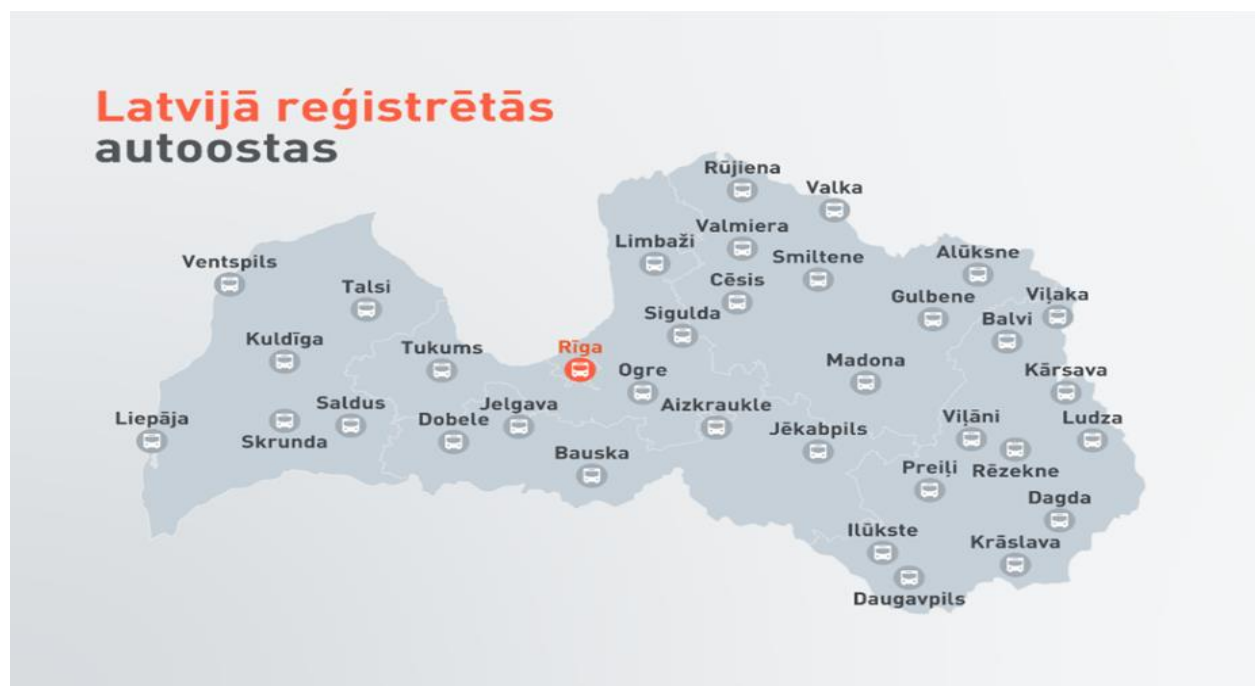 Latvijā reģistrētās
autoostas
Rūjiena
Valka
Valmiera
Limbaži
Smiltene
Alūksne
Ventspils
Cēsis
Talsi
Gulbene
Viļaka
Sigulda
Balvi
Kuldīga
Tukums
Rīga
Ogre
Madona
Kārsava
Saldus
Jelgava
Aizkraukle
Liepāja
Dobele
Viļāni
Ludza
Jēkabpils
Skrunda
Bauska
Preiļi
Rēzekne
Dagda
Ilūkste
Krāslava
Daugavpils